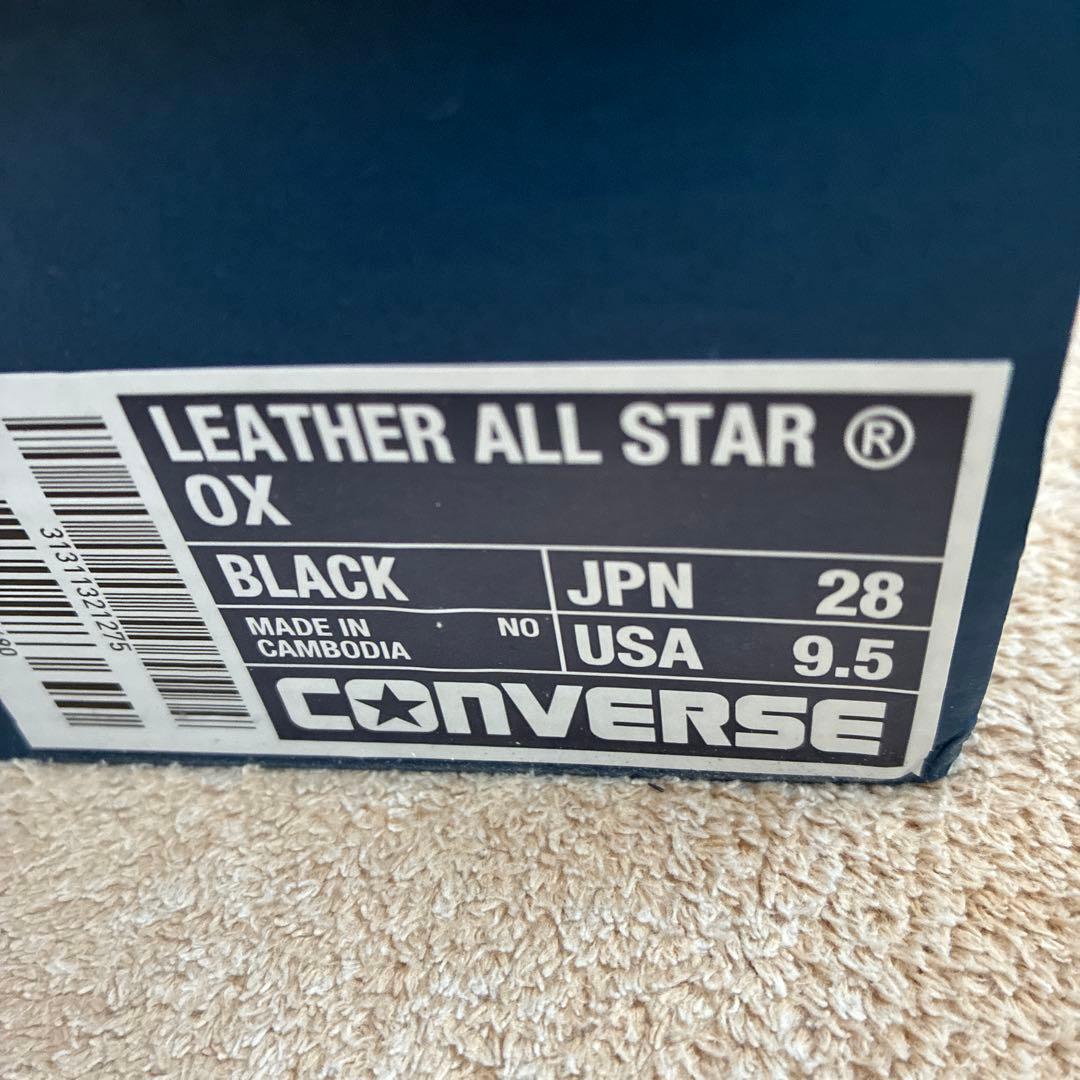 LEATHER ALL STAR ®
OX
BLACK
JPN 28
MADE IN
CAMBODIA
NO
USA 9.5
CONVERSE
31311321275